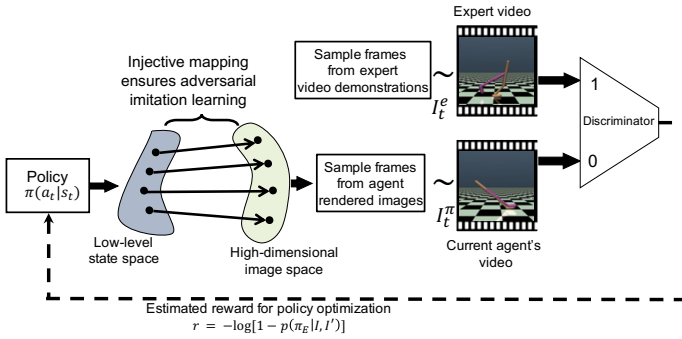 Expert video
Injective mapping
ensures adversarial
imitation learning
Sample frames
from expert
video demonstrations
~
I_t^e
1
Discriminator
0
Policy
π(a_t|s_t)
Sample frames
from agent
rendered images
~
I_t^π
Low-level
state space
High-dimensional
image space
Current agent's
video
Estimated reward for policy optimization
r = −log[1 − p(π_E|I, I′)]